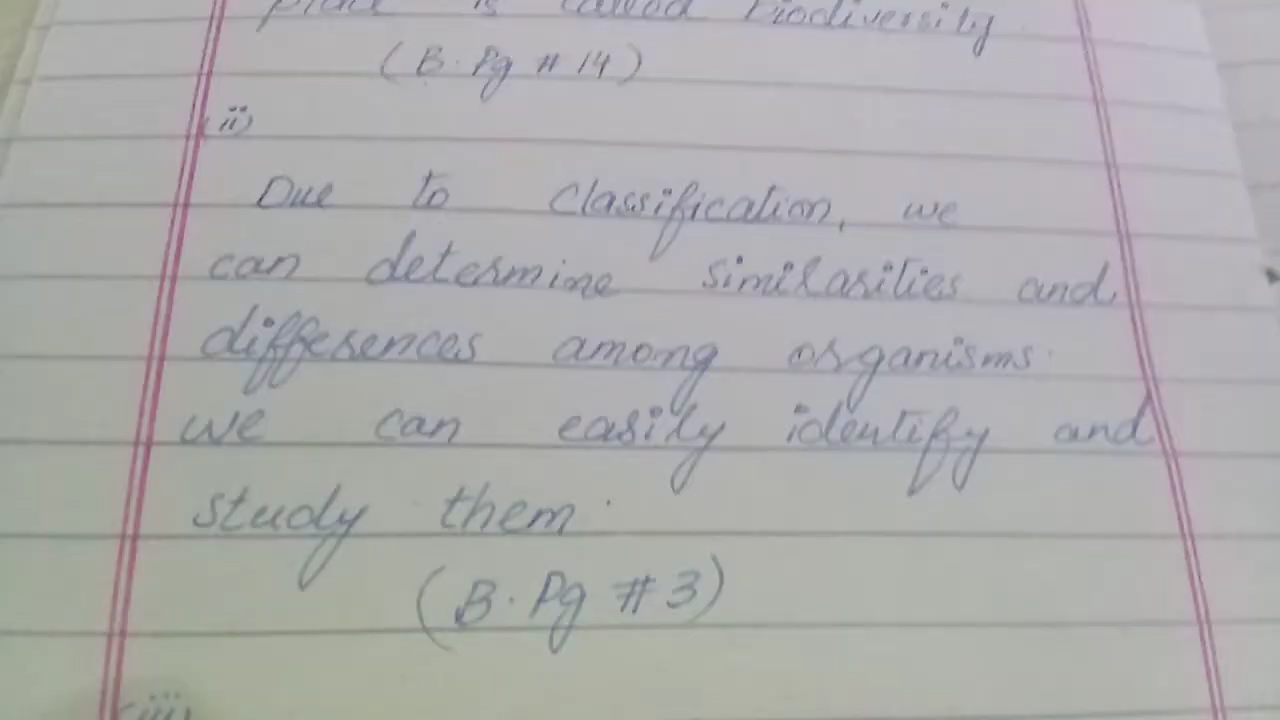 place is called biodiversity
(B. Pg # 14)
(ii)
Due to classification, we
can determine similarities and
differences among organisms.
we can easily identify and
study them.
(B. Pg # 3)
(iii)